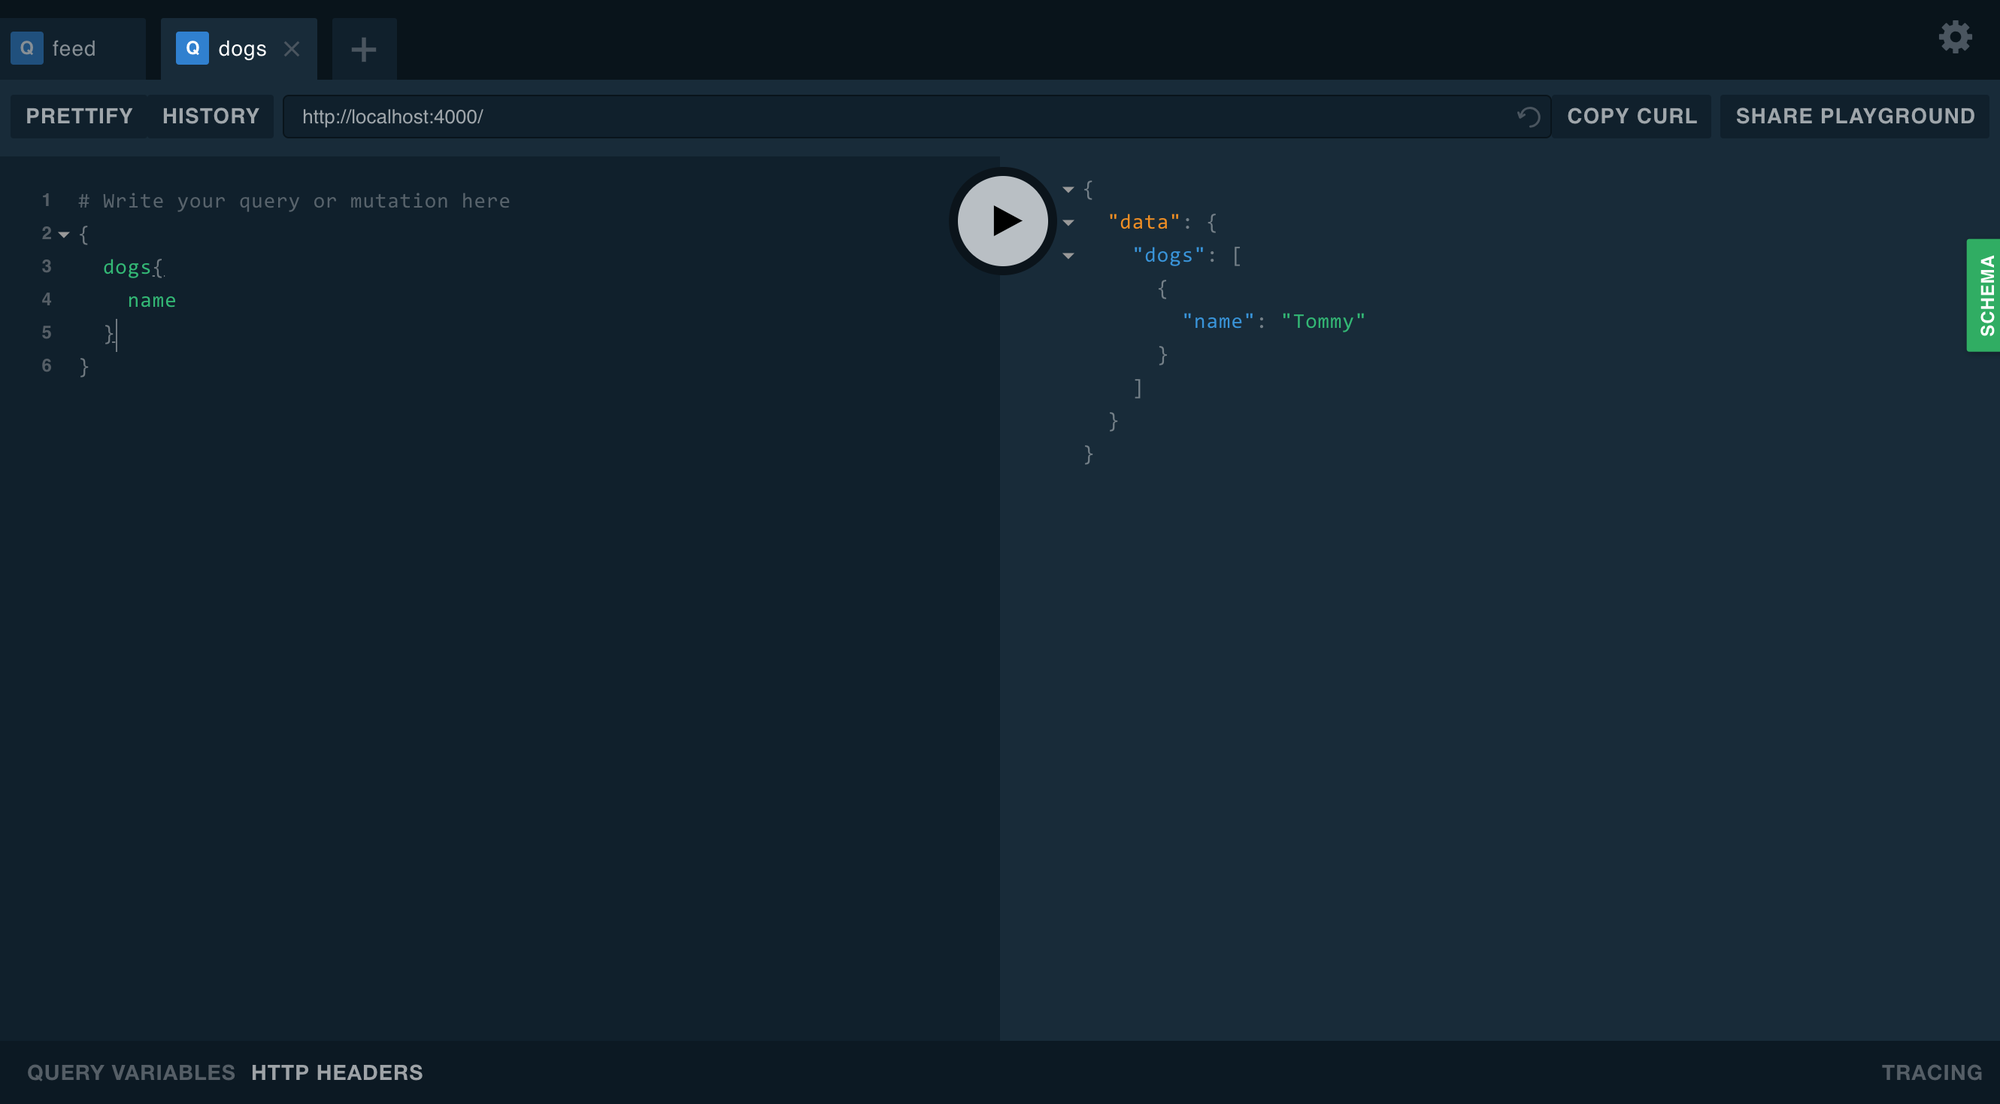 Q feed Q dogs
PRETTIFY HISTORY http://localhost:4000/ COPY CURL SHARE PLAYGROUND
1 # Write your query or mutation here
2 {
3 dogs{
4 name
5 }
6 }
{
"data": {
"dogs": [
{
"name": "Tommy"
}
]
}
}
SCHEMA
QUERY VARIABLES HTTP HEADERS TRACING